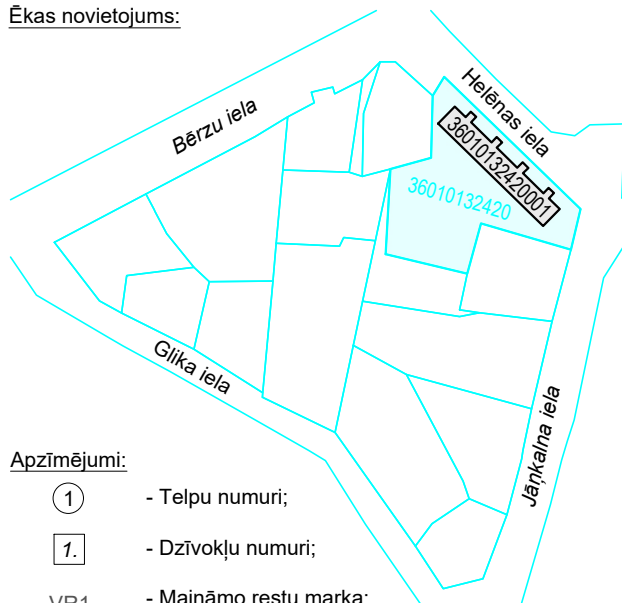 Ēkas novietojums:
Helēnas iela
Bērzu iela
36010132420001
36010132420
Glika iela
Jāņkalna iela
Apzīmējumi:
1 - Telpu numuri;
1. - Dzīvokļu numuri;
VR1 - Maināmo restu marka;